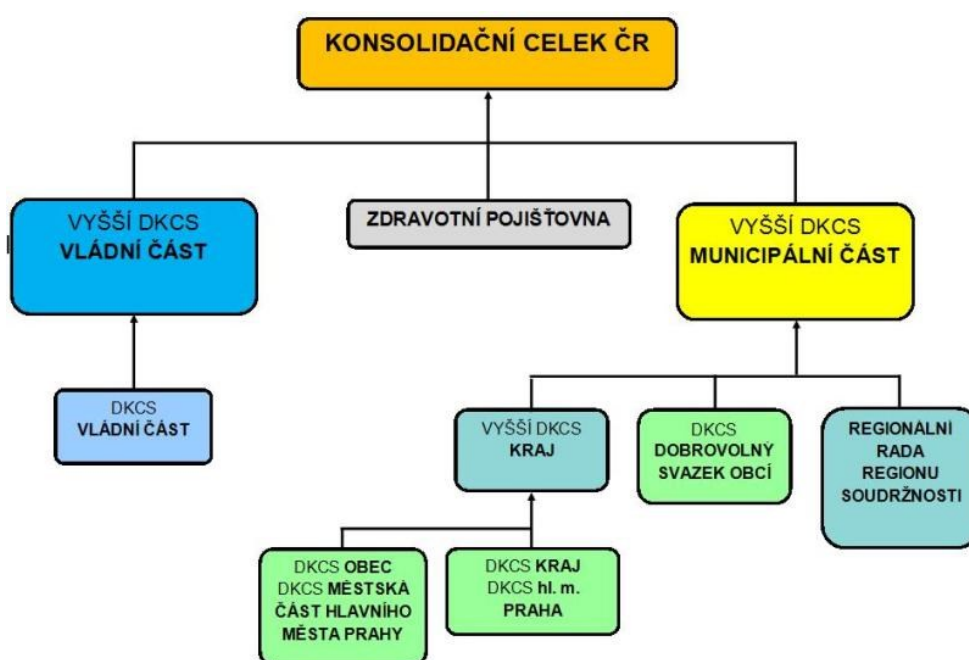 KONSOLIDAČNÍ CELEK ČR
VYŠŠÍ DKCS
VLÁDNÍ ČÁST
ZDRAVOTNÍ POJIŠŤOVNA
VYŠŠÍ DKCS
MUNICIPÁLNÍ ČÁST
DKCS
VLÁDNÍ ČÁST
VYŠŠÍ DKCS
KRAJ
DKCS
DOBROVOLNÝ
SVAZEK OBCÍ
REGIONÁLNÍ
RADA
REGIONU
SOUDRŽNOSTI
DKCS OBEC
DKCS MĚSTSKÁ
ČÁST HLAVNÍHO
MĚSTA PRAHY
DKCS KRAJ
DKCS hl. m.
PRAHA